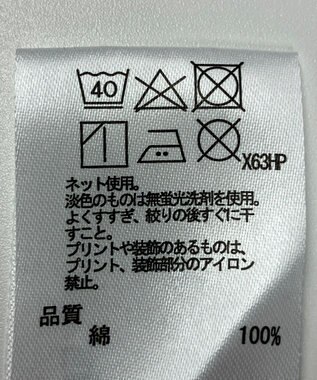 40
X63HP
ネット使用。
淡色のものは無蛍光洗剤を使用。
よくすすぎ、絞りの後すぐに干
すこと。
プリントや装飾のあるものは、
プリント、装飾部分のアイロン
禁止。
品質
綿 100%